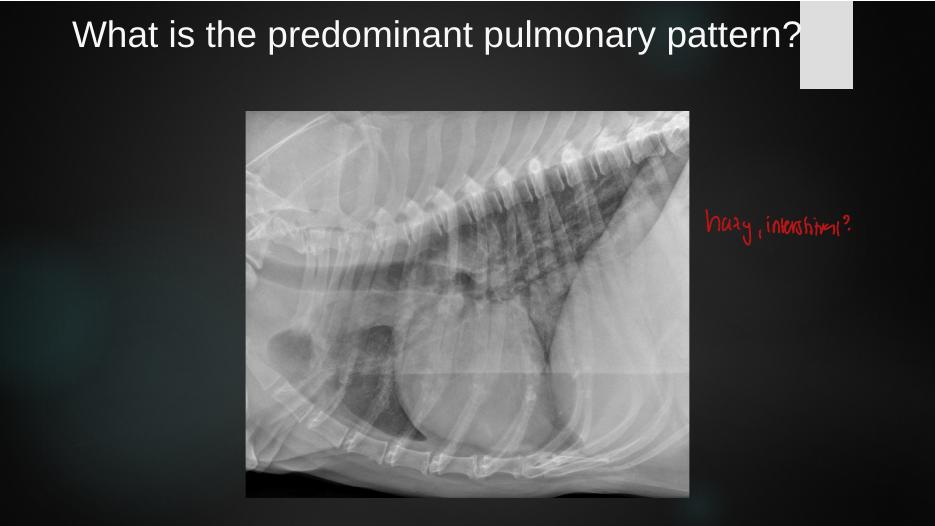 What is the predominant pulmonary pattern?
hazy, interstitial?